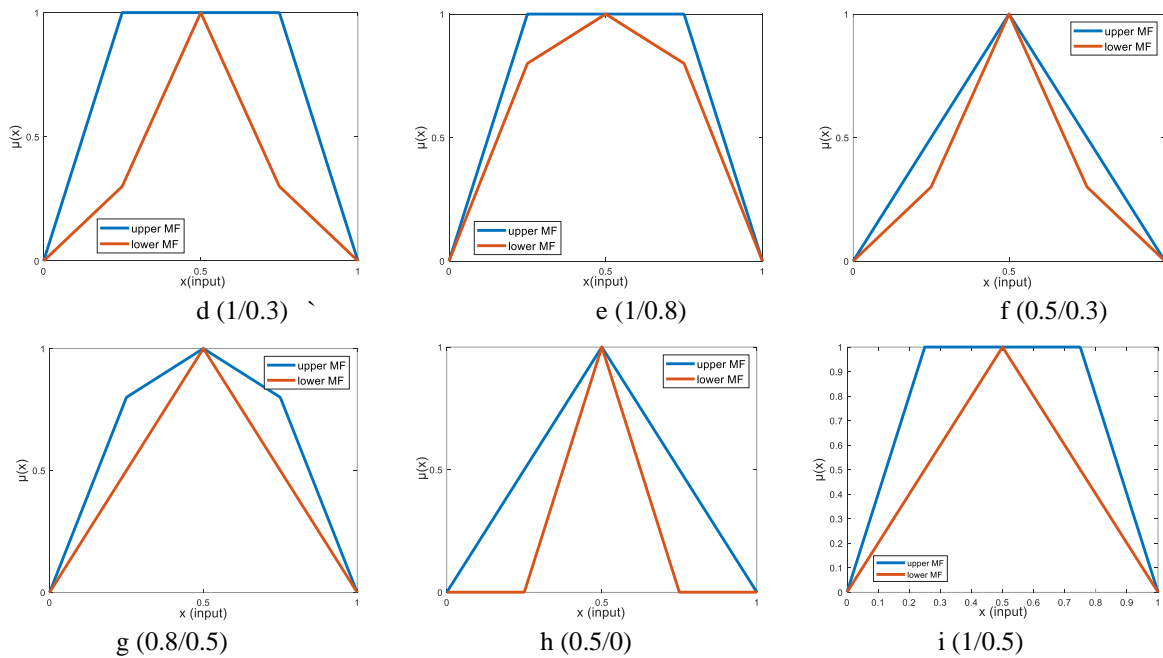 1
μ(x)
0.5
0
upper MF
lower MF
0 0.5 1
x(input)
d (1/0.3) `
1
μ(x)
0.5
0
upper MF
lower MF
0 0.5 1
x(input)
e (1/0.8)
1
μ(x)
0.5
0
upper MF
lower MF
0 0.5
x (input)
f (0.5/0.3)
1
μ(x)
0.5
0
upper MF
lower MF
0 0.5 1
x (input)
g (0.8/0.5)
1
μ(x)
0.5
0
upper MF
lower MF
0 0.5 1
x (input)
h (0.5/0)
1
0.9
0.8
0.7
0.6
μ(x)
0.5
0.4
0.3
0.2
0.1
0
upper MF
lower MF
0 0.1 0.2 0.3 0.4 0.5 0.6 0.7 0.8 0.9 1
x (input)
i (1/0.5)